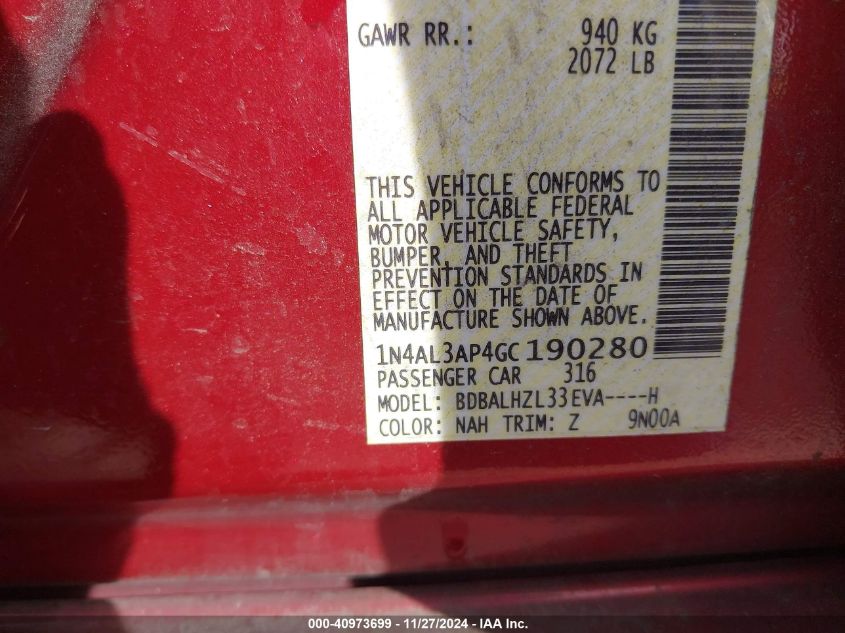 GAWR RR.: 940 KG
2072 LB
THIS VEHICLE CONFORMS TO
ALL APPLICABLE FEDERAL
MOTOR VEHICLE SAFETY,
BUMPER, AND THEFT
PREVENTION STANDARDS IN
EFFECT ON THE DATE OF
MANUFACTURE SHOWN ABOVE.
1N4AL3AP4GC190280
PASSENGER CAR 316
MODEL: BDBALHZL33EVA----H
COLOR: NAH TRIM: Z 9N00A
000-40973699 - 11/27/2024 - IAA Inc.